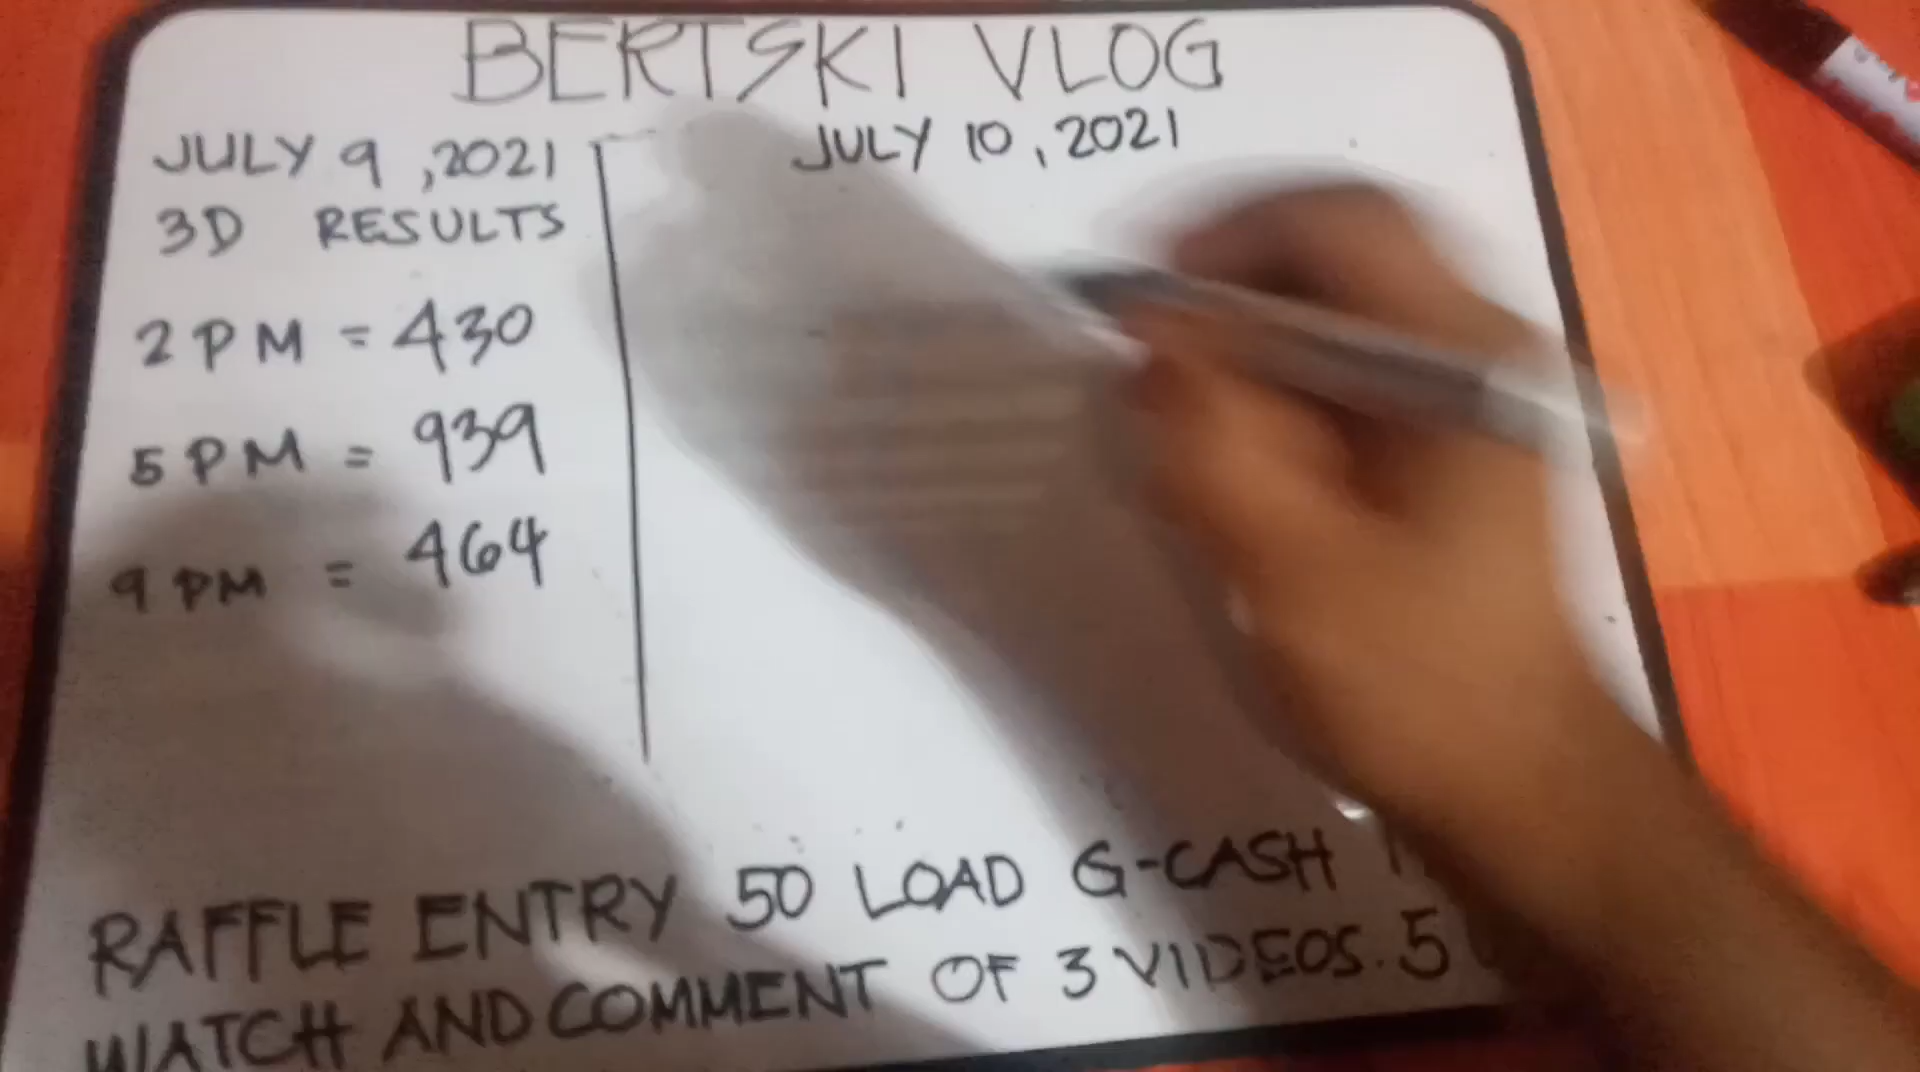 BERTSKI VLOG
JULY 9, 2021
3D RESULTS
2 PM = 430
5 PM = 939
9 PM = 464
JULY 10, 2021
RAFFLE ENTRY 50 LOAD G-CASH
WATCH AND COMMENT OF 3 VIDEOS. 5